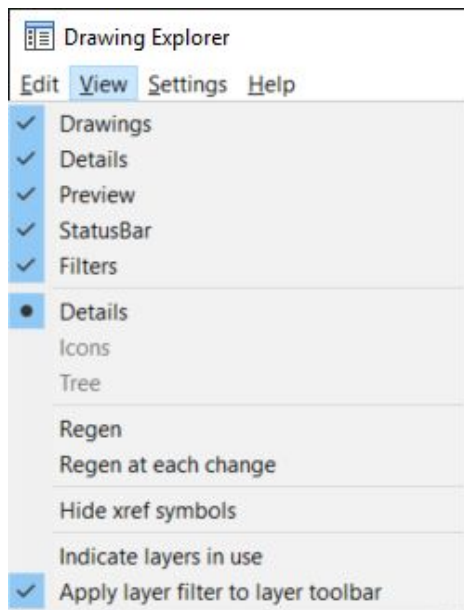 Drawing Explorer
Edit View Settings Help
Drawings
Details
Preview
StatusBar
Filters
Details
Icons
Tree
Regen
Regen at each change
Hide xref symbols
Indicate layers in use
Apply layer filter to layer toolbar